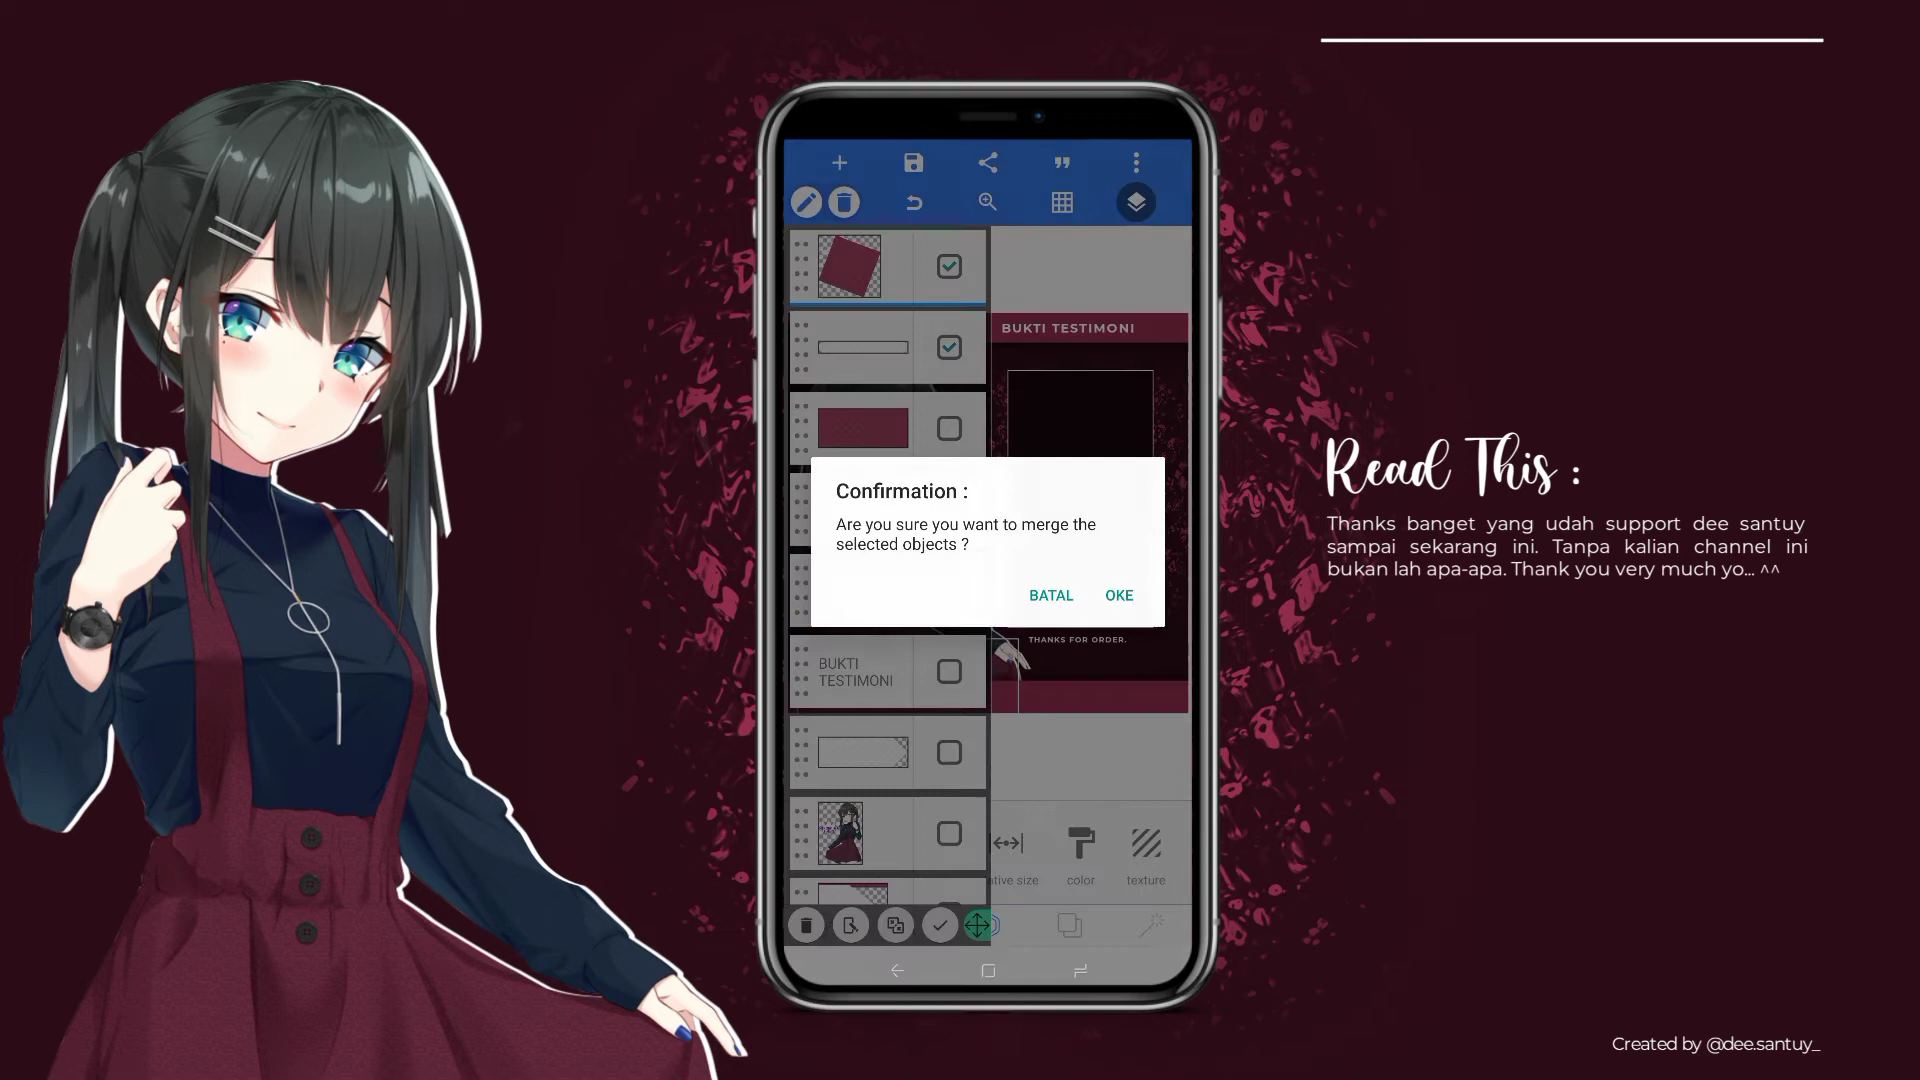 BUKTI TESTIMONI
Confirmation :
Are you sure you want to merge the
selected objects ?
BATAL OKE
THANKS FOR ORDER.
BUKTI
TESTIMONI
ative size color texture
Read This :
Thanks banget yang udah support dee santuy
sampai sekarang ini. Tanpa kalian channel ini
bukan lah apa-apa. Thank you very much yo... ^^
Created by @dee.santuy_